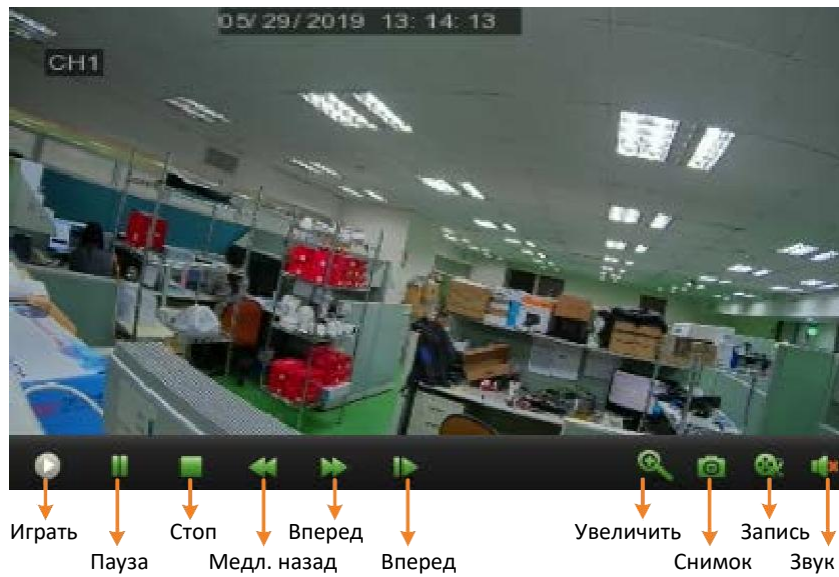 05/29/2019 13:14:13
CH1
Играть Стоп Вперед Увеличить Запись
Пауза Медл. назад Вперед Снимок Звук